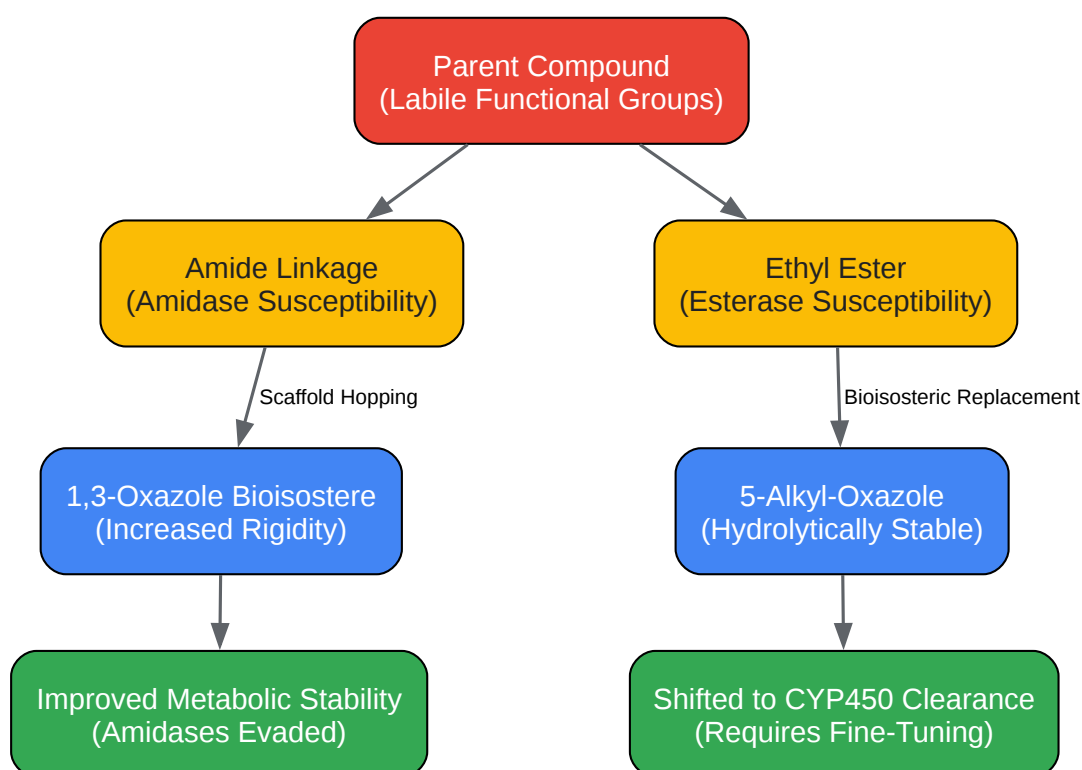 Parent Compound
(Labile Functional Groups)
Amide Linkage
(Amidase Susceptibility)
Ethyl Ester
(Esterase Susceptibility)
Scaffold Hopping
Bioisosteric Replacement
1,3-Oxazole Bioisostere
(Increased Rigidity)
5-Alkyl-Oxazole
(Hydrolytically Stable)
Improved Metabolic Stability
(Amidases Evaded)
Shifted to CYP450 Clearance
(Requires Fine-Tuning)